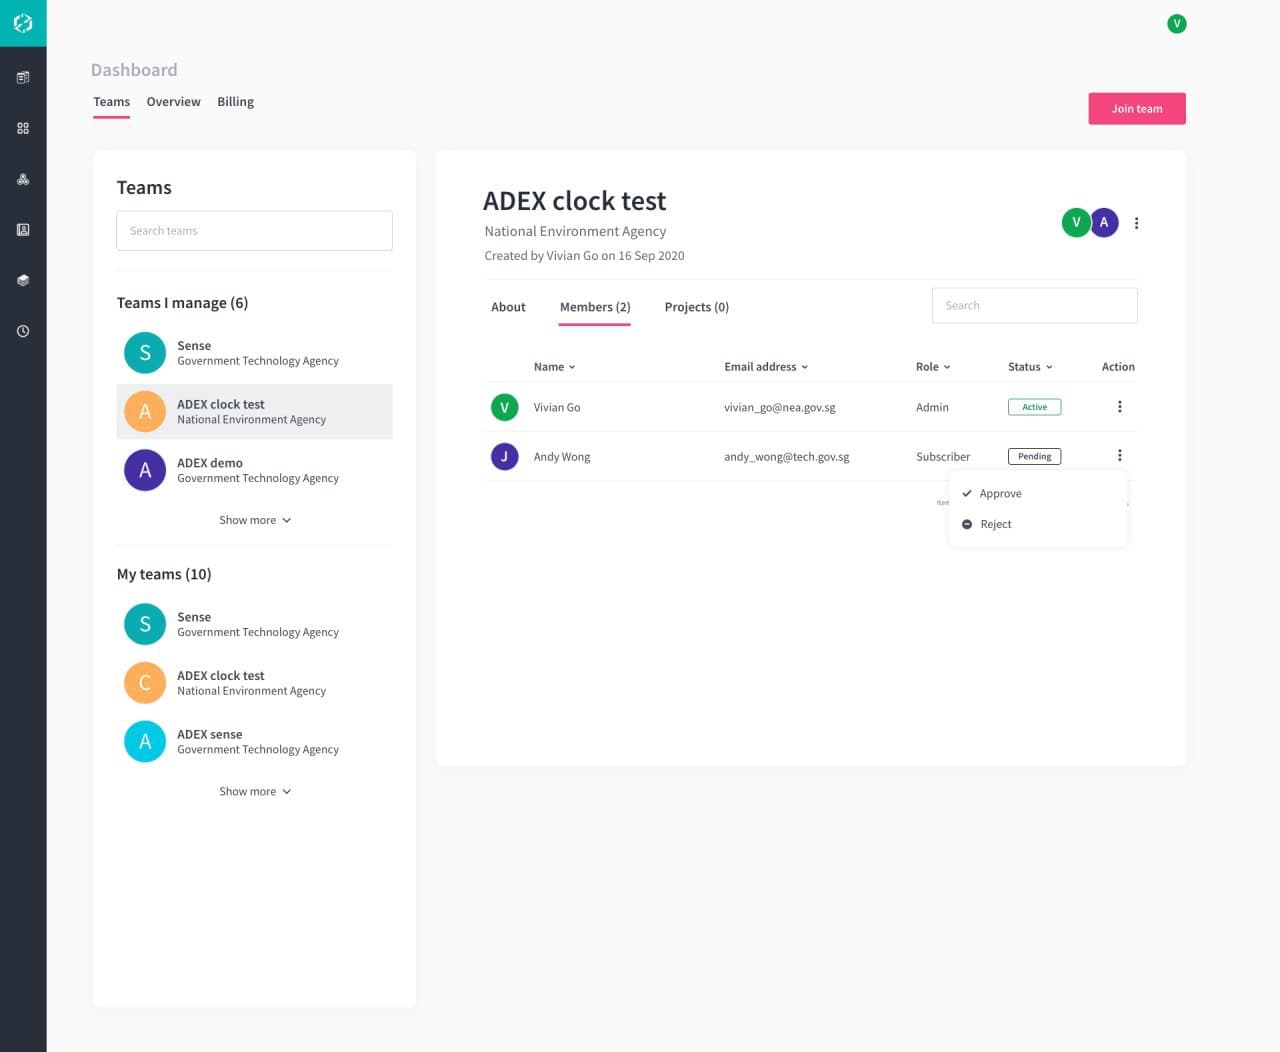 V
Dashboard
Teams Overview Billing
Join team
Teams
Search teams
Teams I manage (6)
S
Sense
Government Technology Agency
A
ADEX clock test
National Environment Agency
A
ADEX demo
Government Technology Agency
Show more
My teams (10)
S
Sense
Government Technology Agency
C
ADEX clock test
National Environment Agency
A
ADEX sense
Government Technology Agency
Show more
ADEX clock test
National Environment Agency
Created by Vivian Go on 16 Sep 2020
V A
About Members (2) Projects (0)
Search
Name Email address Role Status Action
V Vivian Go vivian_go@nea.gov.sg Admin Active
J Andy Wong andy_wong@tech.gov.sg Subscriber Pending
Approve
Reject